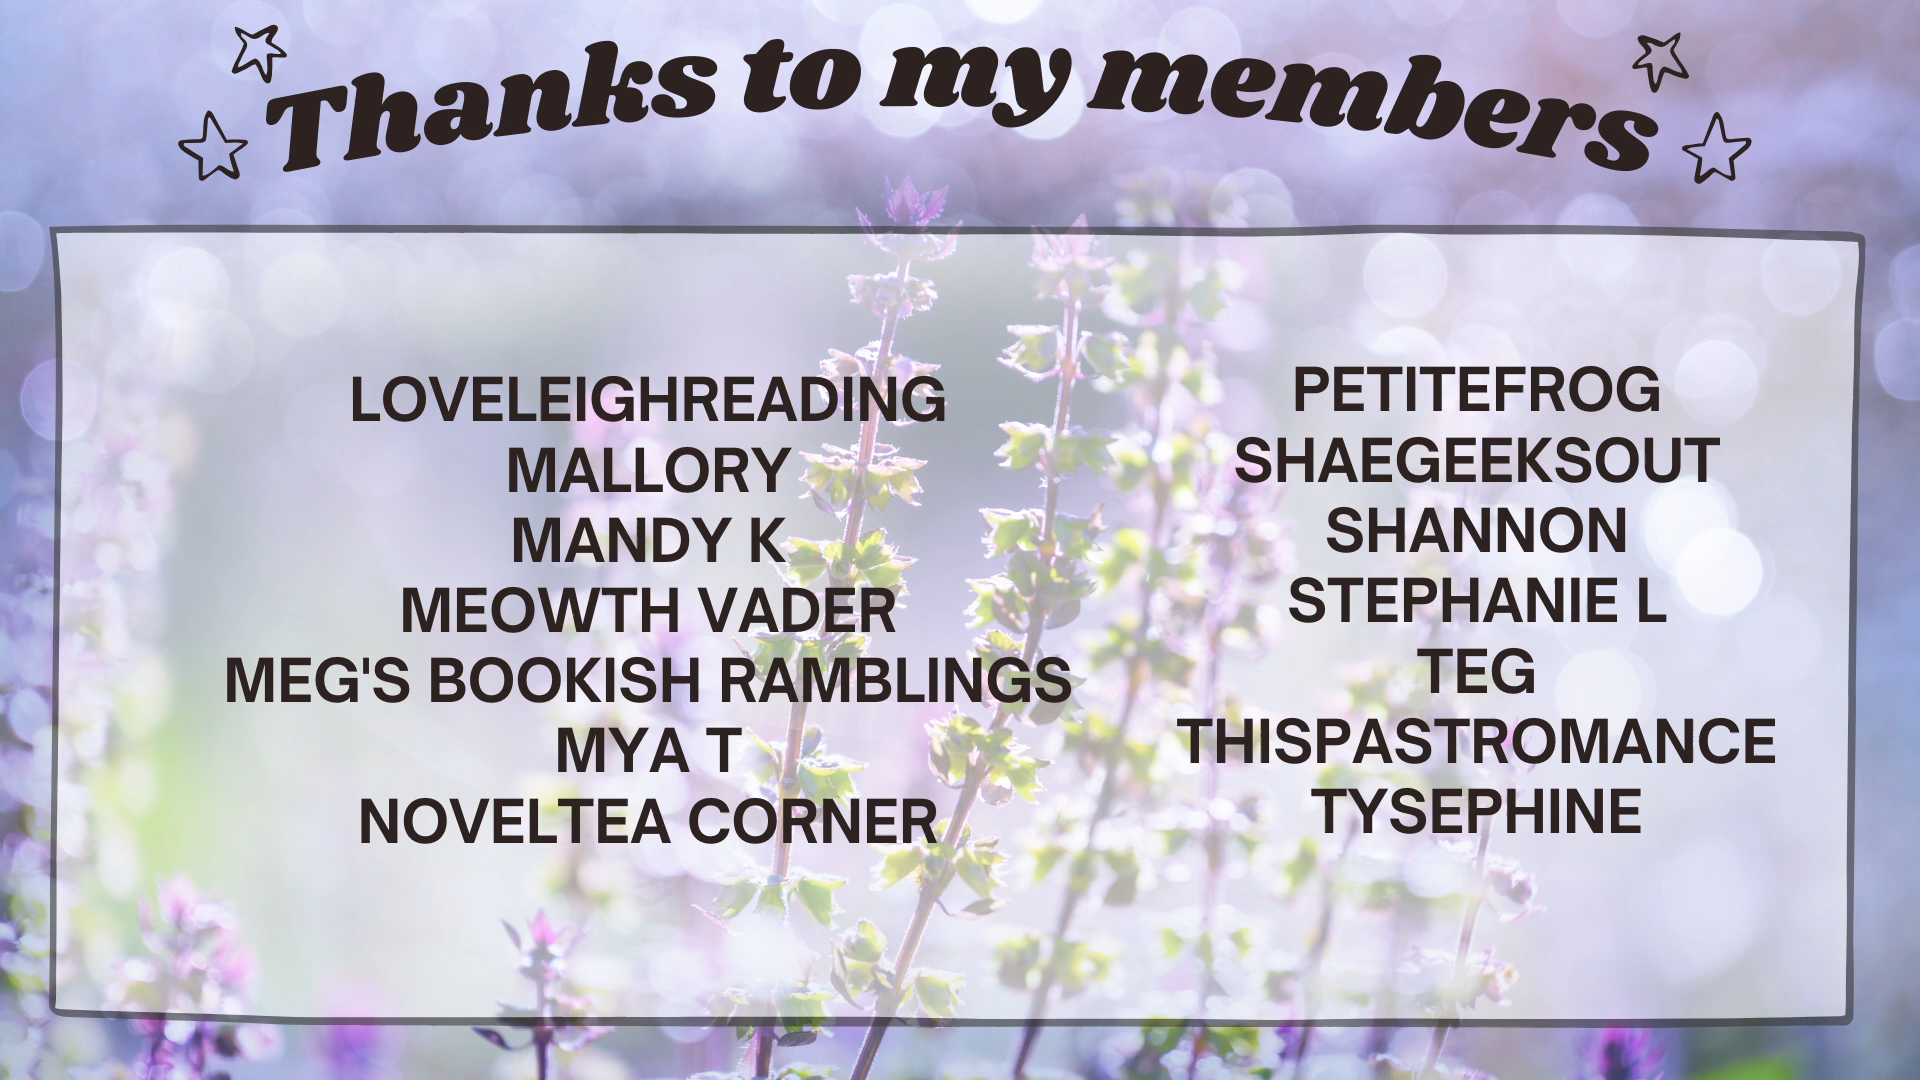 Thanks to my members
LOVELEIGHREADING
MALLORY
MANDY K
MEOWTH VADER
MEG'S BOOKISH RAMBLINGS
MYA T
NOVELTEA CORNER
PETITEFROG
SHAEGEEKSOUT
SHANNON
STEPHANIE L
TEG
THISPASTROMANCE
TYSEPHINE